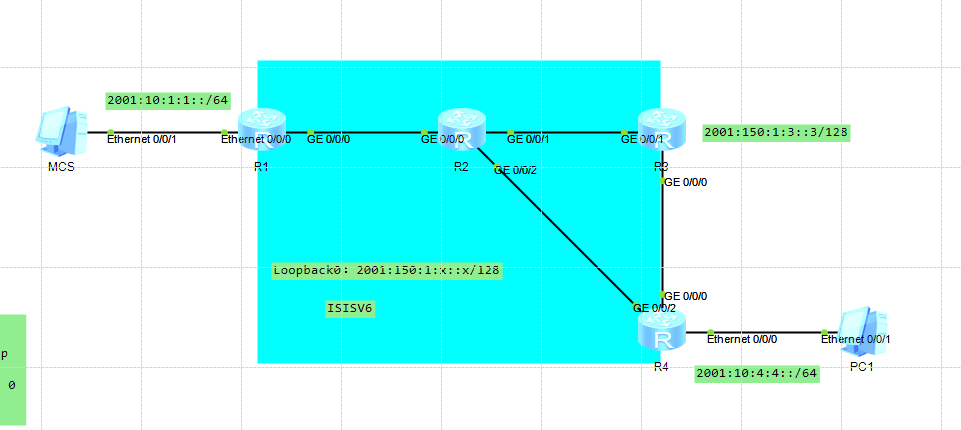 2001:10:1:1::/64
Ethernet 0/0/1
Ethernet 0/0/0
GE 0/0/0
GE 0/0/0
GE 0/0/1
GE 0/0/1
2001:150:1:3::3/128
MCS
R1
R2
R3
GE 0/0/2
GE 0/0/0
Loopback0: 2001:150:1:x::x/128
GE 0/0/0
ISISV6
GE 0/0/2
p
Ethernet 0/0/0
Ethernet 0/0/1
R4
PC1
2001:10:4:4::/64
0